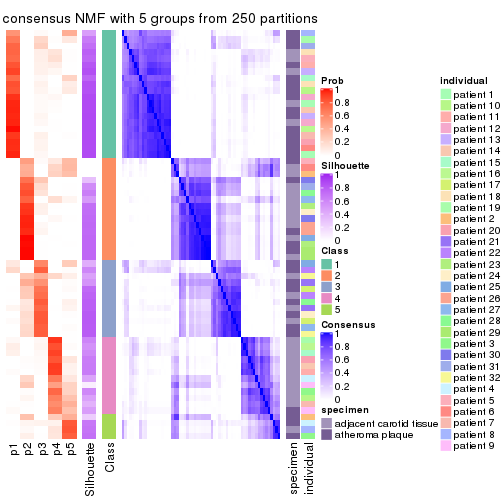 consensus NMF with 5 groups from 250 partitions
p1
p2
p3
p4
p5
Silhouette
Class
specimen
individual
Prob
1
0.8
0.6
0.4
0.2
0
Silhouette
1
0.8
0.6
0.4
0.2
0
Class
1
2
3
4
5
Consensus
1
0.8
0.6
0.4
0.2
0
specimen
adjacent carotid tissue
atheroma plaque
individual
patient 1
patient 10
patient 11
patient 12
patient 13
patient 14
patient 15
patient 16
patient 17
patient 18
patient 19
patient 2
patient 20
patient 21
patient 22
patient 23
patient 24
patient 25
patient 26
patient 27
patient 28
patient 29
patient 3
patient 30
patient 31
patient 32
patient 4
patient 5
patient 6
patient 7
patient 8
patient 9